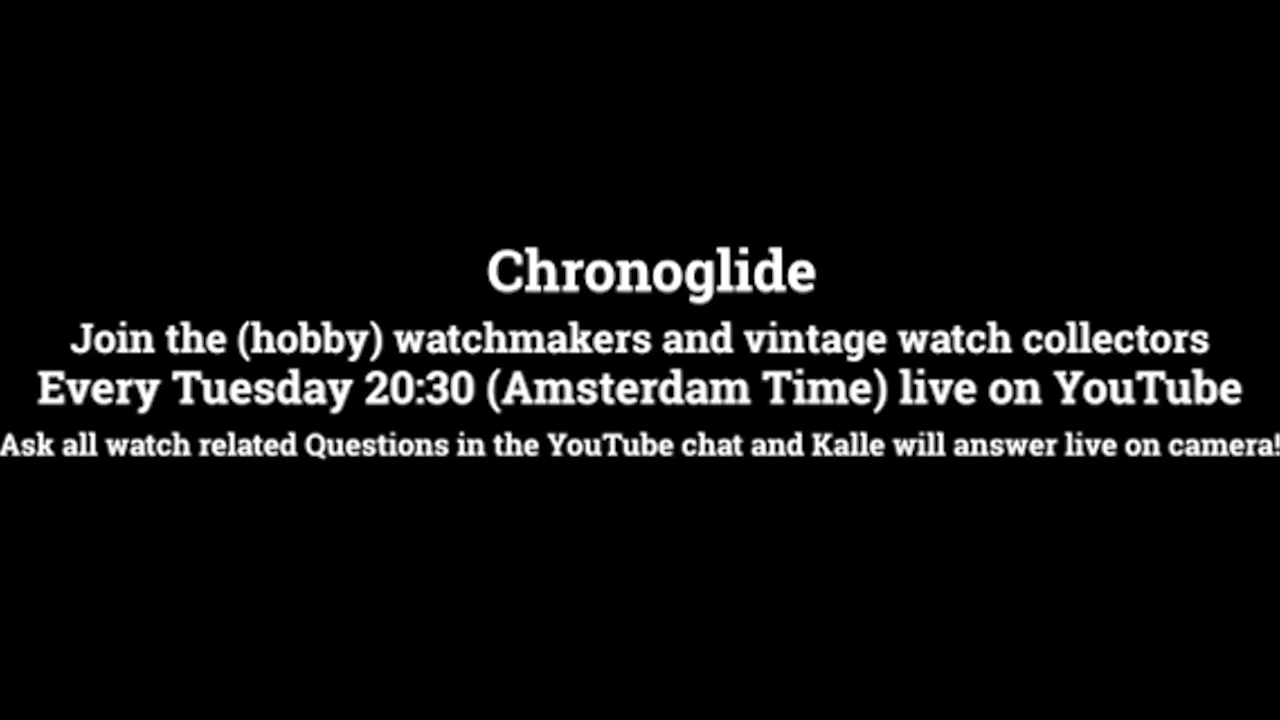 Chronoglide
Join the (hobby) watchmakers and vintage watch collectors
Every Tuesday 20:30 (Amsterdam Time) live on YouTube
Ask all watch related Questions in the YouTube chat and Kalle will answer live on camera!